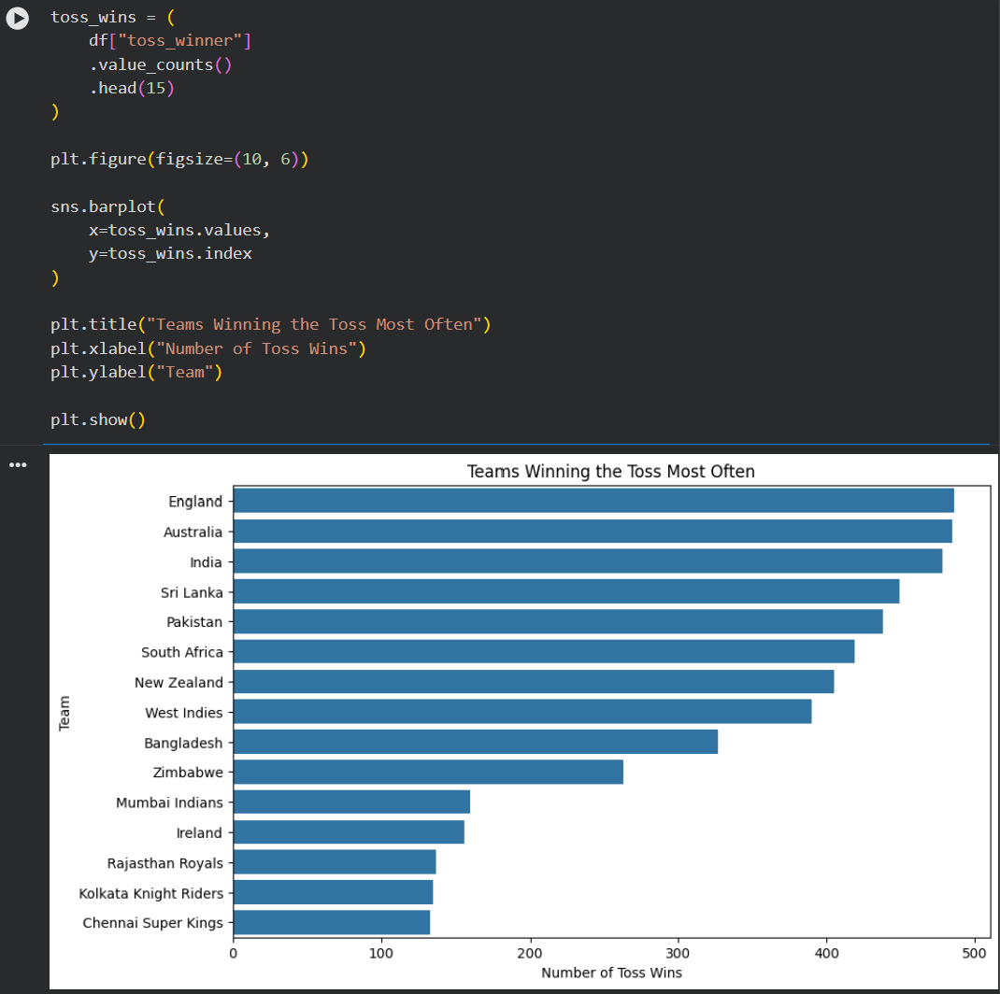 toss_wins = (
    df["toss_winner"]
    .value_counts()
    .head(15)
)
plt.figure(figsize=(10, 6))
sns.barplot(
    x=toss_wins.values,
    y=toss_wins.index
)
plt.title("Teams Winning the Toss Most Often")
plt.xlabel("Number of Toss Wins")
plt.ylabel("Team")
plt.show()
Teams Winning the Toss Most Often
Team
England
Australia
India
Sri Lanka
Pakistan
South Africa
New Zealand
West Indies
Bangladesh
Zimbabwe
Mumbai Indians
Ireland
Rajasthan Royals
Kolkata Knight Riders
Chennai Super Kings
0 100 200 300 400 500
Number of Toss Wins